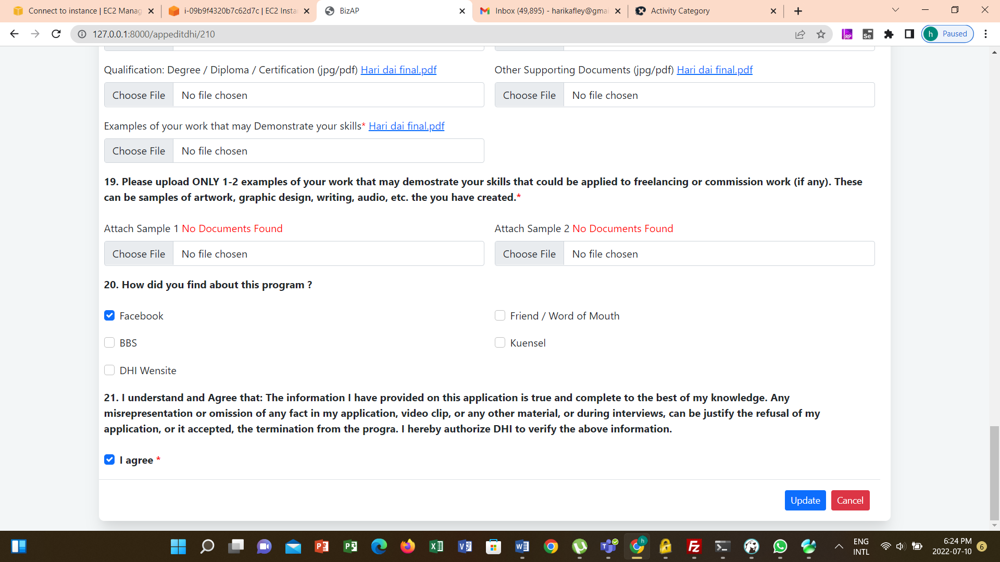 Connect to instance | EC2 Manag
i-09b9f4320b7c62d7c | EC2 Insta
BizAP
Inbox (49,895) - harikafley@gmai
Activity Category
127.0.0.1:8000/appeditdhi/210
RP
Se
h Paused
Qualification: Degree / Diploma / Certification (jpg/pdf) Hari dai final.pdf
Other Supporting Documents (jpg/pdf) Hari dai final.pdf
Choose File No file chosen
Choose File No file chosen
Examples of your work that may Demonstrate your skills* Hari dai final.pdf
Choose File No file chosen
19. Please upload ONLY 1-2 examples of your work that may demostrate your skills that could be applied to freelancing or commission work (if any). These
can be samples of artwork, graphic design, writing, audio, etc. the you have created.*
Attach Sample 1 No Documents Found
Attach Sample 2 No Documents Found
Choose File No file chosen
Choose File No file chosen
20. How did you find about this program ?
Facebook
Friend / Word of Mouth
BBS
Kuensel
DHI Wensite
21. I understand and Agree that: The information I have provided on this application is true and complete to the best of my knowledge. Any
misrepresentation or omission of any fact in my application, video clip, or any other material, or during interviews, can be justify the refusal of my
application, or it accepted, the termination from the progra. I hereby authorize DHI to verify the above information.
I agree *
Update
Cancel
ENG
INTL
6:24 PM
2022-07-10
6